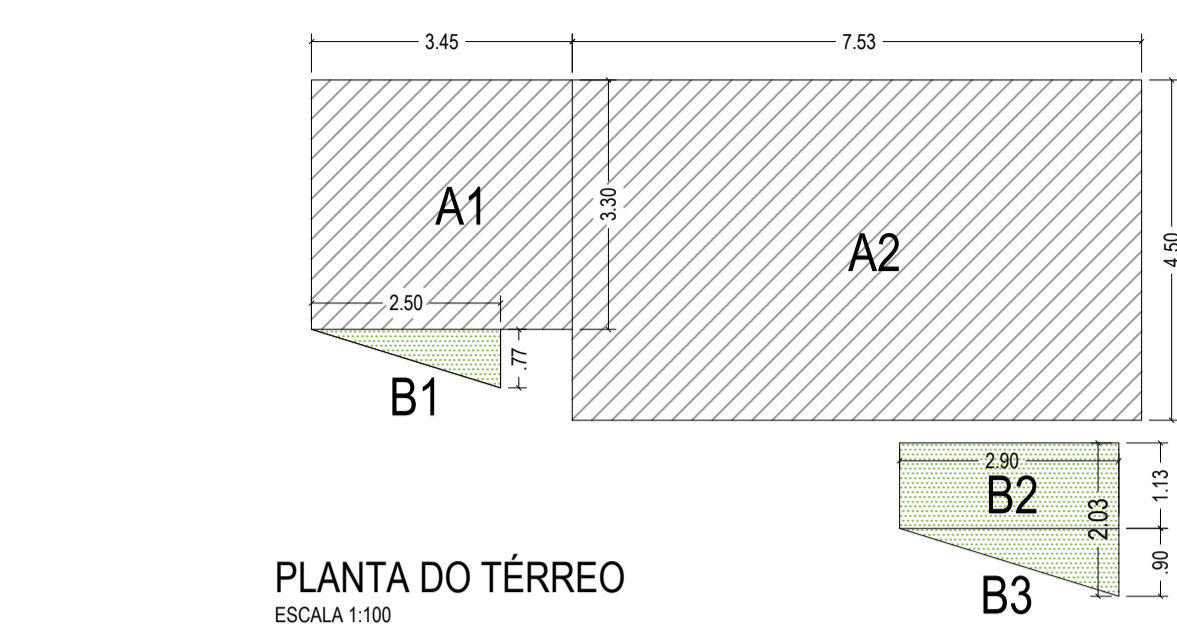 3.45
7.53
A1
3.30
A2
4.50
2.50
.77
B1
2.90
B2
1.13
2.03
.90
B3
PLANTA DO TÉRREO
ESCALA 1:100